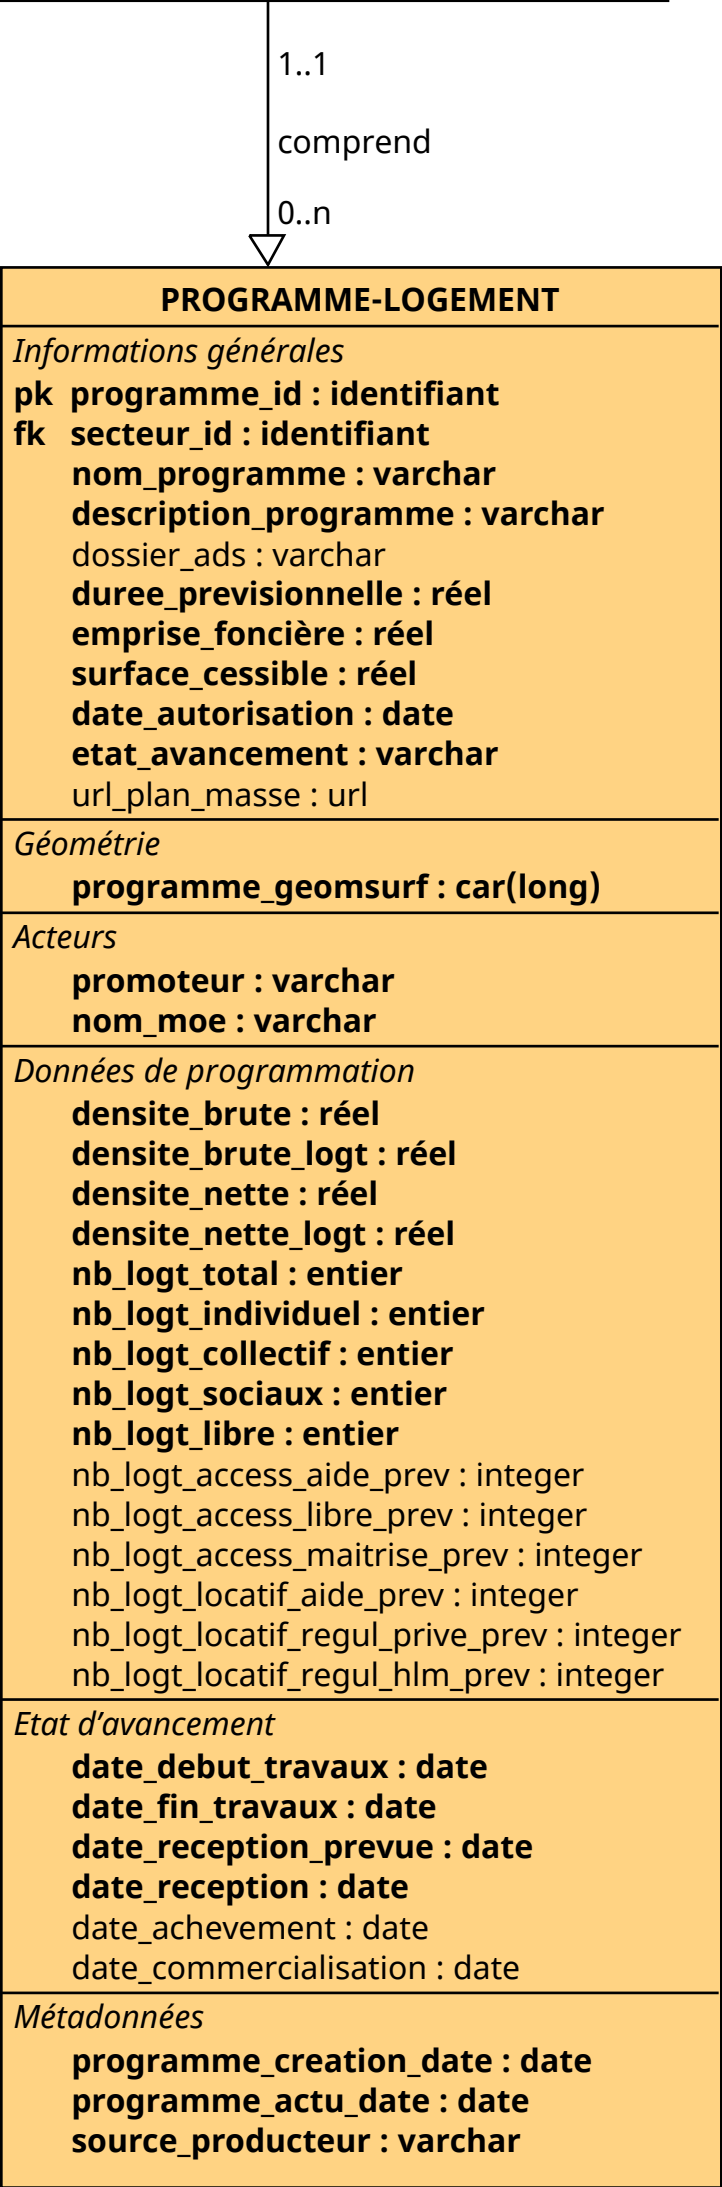 1..1
comprend
0..n
PROGRAMME-LOGEMENT
Informations générales
pk programme_id : identifiant
fk secteur_id : identifiant
nom_programme : varchar
description_programme : varchar
dossier_ads : varchar
duree_previsionnelle : réel
emprise_foncière : réel
surface_cessible : réel
date_autorisation : date
etat_avancement : varchar
url_plan_masse : url
Géométrie
programme_geomsurf : car(long)
Acteurs
promoteur : varchar
nom_moe : varchar
Données de programmation
densite_brute : réel
densite_brute_logt : réel
densite_nette : réel
densite_nette_logt : réel
nb_logt_total : entier
nb_logt_individuel : entier
nb_logt_collectif : entier
nb_logt_sociaux : entier
nb_logt_libre : entier
nb_logt_access_aide_prev : integer
nb_logt_access_libre_prev : integer
nb_logt_access_maitrise_prev : integer
nb_logt_locatif_aide_prev : integer
nb_logt_locatif_regul_prive_prev : integer
nb_logt_locatif_regul_hlm_prev : integer
Etat d’avancement
date_debut_travaux : date
date_fin_travaux : date
date_reception_prevue : date
date_reception : date
date_achevement : date
date_commercialisation : date
Métadonnées
programme_creation_date : date
programme_actu_date : date
source_producteur : varchar